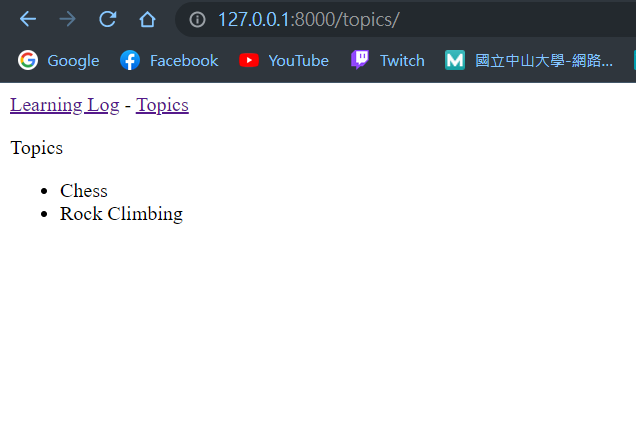 127.0.0.1:8000/topics/
Google Facebook YouTube Twitch 國立中山大學-網路...
Learning Log - Topics
Topics
Chess
Rock Climbing